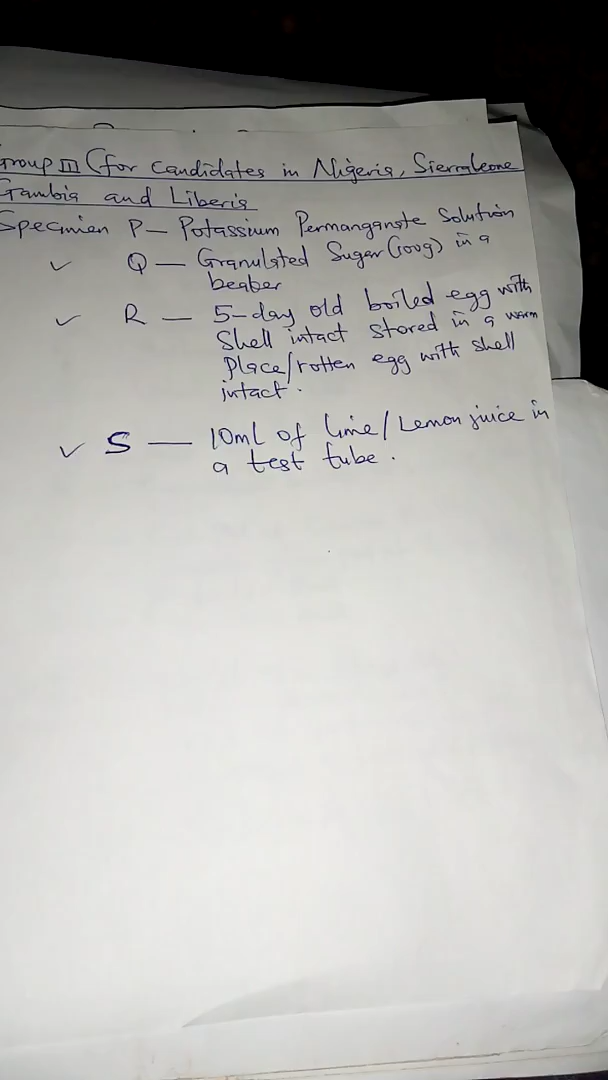 Group III (for candidates in Nigeria, Sierraleone
Gambia and Liberia
Specimen P — Potassium Permanganate Solution
✓ Q — Granulated Sugar (100g) in a
beaber
✓ R — 5-day old boiled egg with
Shell intact stored in a warm
place/rotten egg with shell
intact.
✓ S — 10ml of lime/Lemon juice in
a test tube.